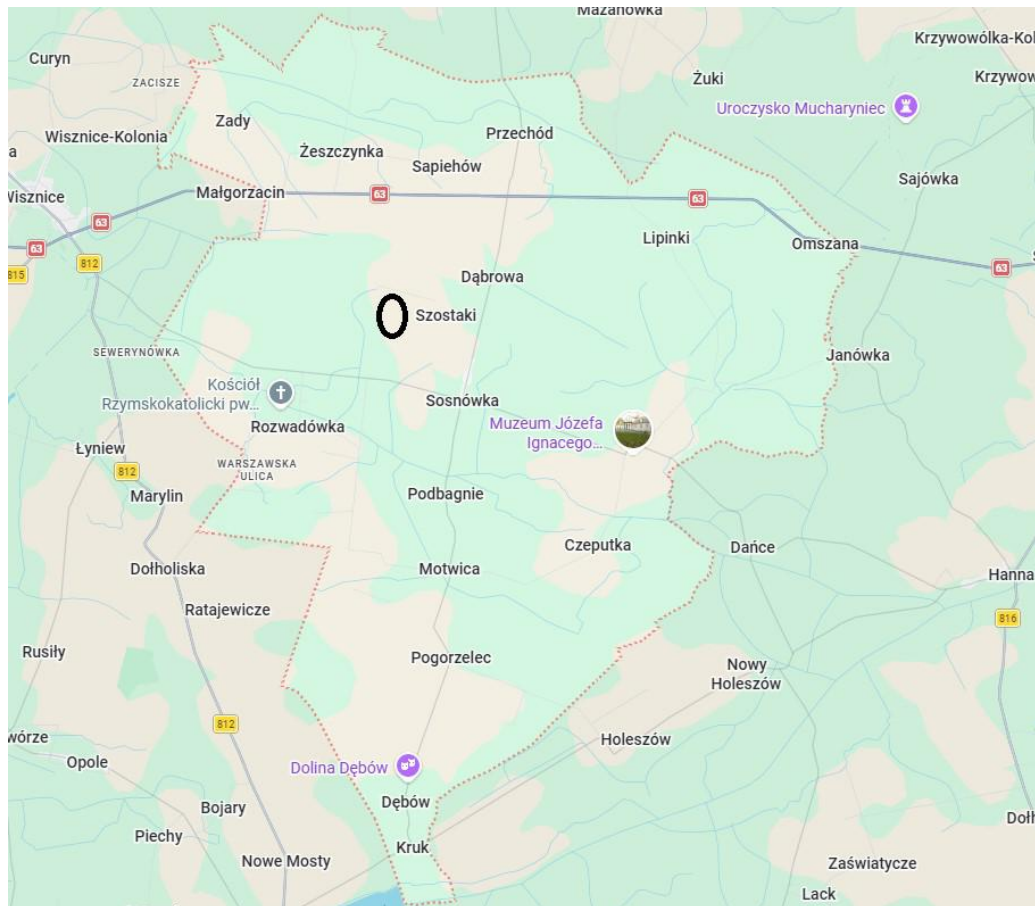 Mazanówka
Krzywowólka-Kol
Curyn
ZACISZE
Żuki
Krzywow
Uroczysko Mucharyniec
Zady
Przechód
Wisznice-Kolonia
a
Żeszczynka
Sapiehów
Sajówka
Wisznice
Małgorzacin
63
63
63
Lipinki
Omszana
63
812
63
815
Dąbrowa
Szostaki
SEWERYNÓWKA
Janówka
Kościół
Rzymskokatolicki pw...
Sosnówka
Muzeum Józefa
Ignacego...
Rozwadówka
Łyniew
WARSZAWSKA
ULICA
812
Marylin
Podbagnie
Czeputka
Dańce
Dołholiska
Motwica
Hanna
Ratajewicze
816
Rusiły
Pogorzelec
Nowy
Holeszów
812
wórze
Holeszów
Opole
Dolina Dębów
Dębów
Bojary
Dołh
Piechy
Kruk
Nowe Mosty
Zaświatycze
Lack